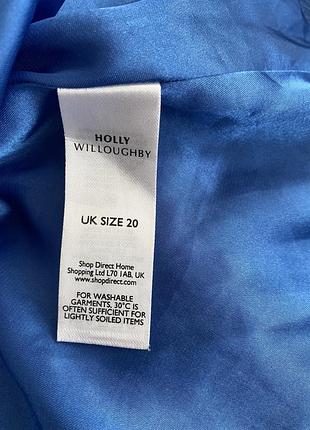 HOLLY
WILLOUGHBY
UK SIZE 20
Shop Direct Home
Shopping Ltd L70 1AB, UK
shopdirect.com
FOR WASHABLE
GARMENTS, 30°C IS
OFTEN SUFFICIENT FOR
LIGHTLY SOILED ITEMS